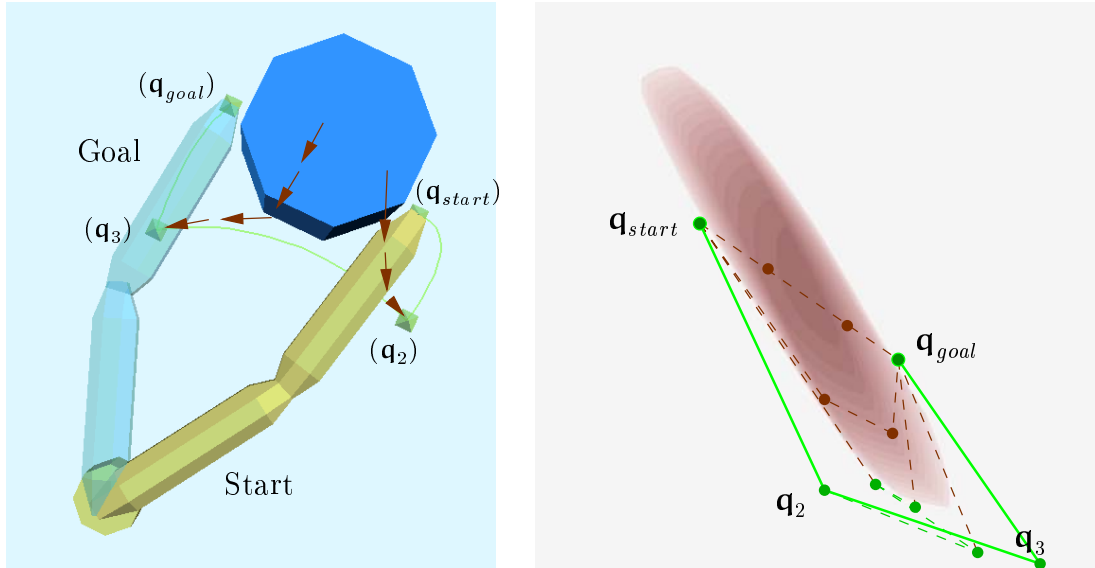 (q_goal)
Goal
(q_start)
(q_3)
(q_2)
Start
q_start
q_goal
q_2
q_3